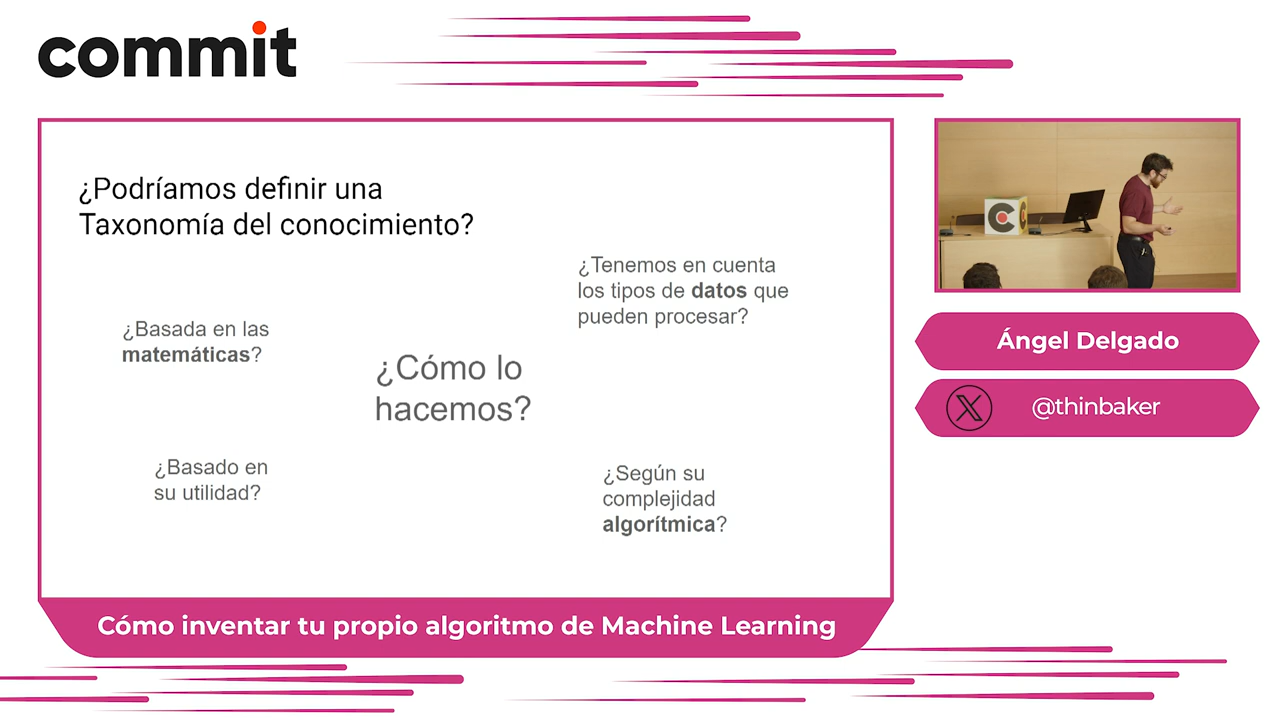 commit
¿Podríamos definir una
Taxonomía del conocimiento?
¿Tenemos en cuenta
los tipos de datos que
pueden procesar?
¿Basada en las
matemáticas?
¿Cómo lo
hacemos?
¿Basado en
su utilidad?
¿Según su
complejidad
algorítmica?
Ángel Delgado
@thinbaker
Cómo inventar tu propio algoritmo de Machine Learning